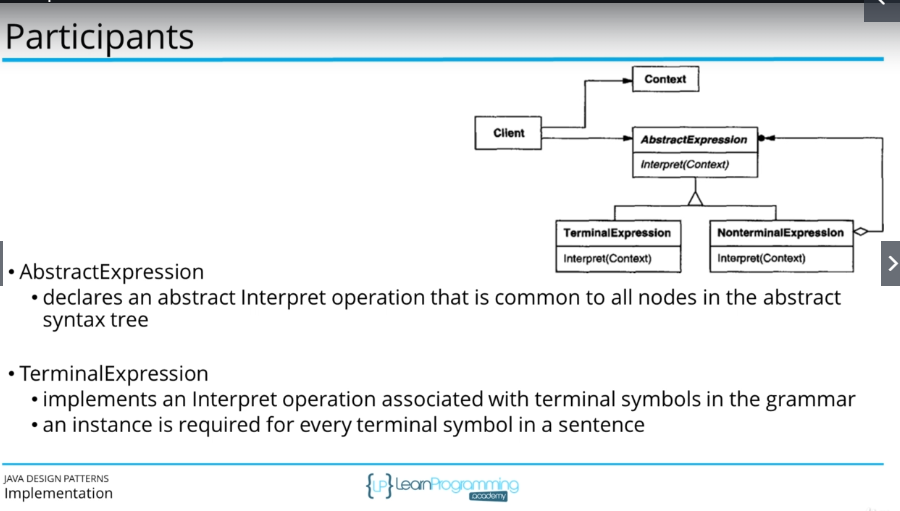 Participants
Context
Client
AbstractExpression
Interpret(Context)
TerminalExpression
NonterminalExpression
Interpret(Context)
Interpret(Context)
• AbstractExpression
• declares an abstract Interpret operation that is common to all nodes in the abstract
syntax tree
• TerminalExpression
• implements an Interpret operation associated with terminal symbols in the grammar
• an instance is required for every terminal symbol in a sentence
JAVA DESIGN PATTERNS
Implementation
{LP} LearnProgramming
academy